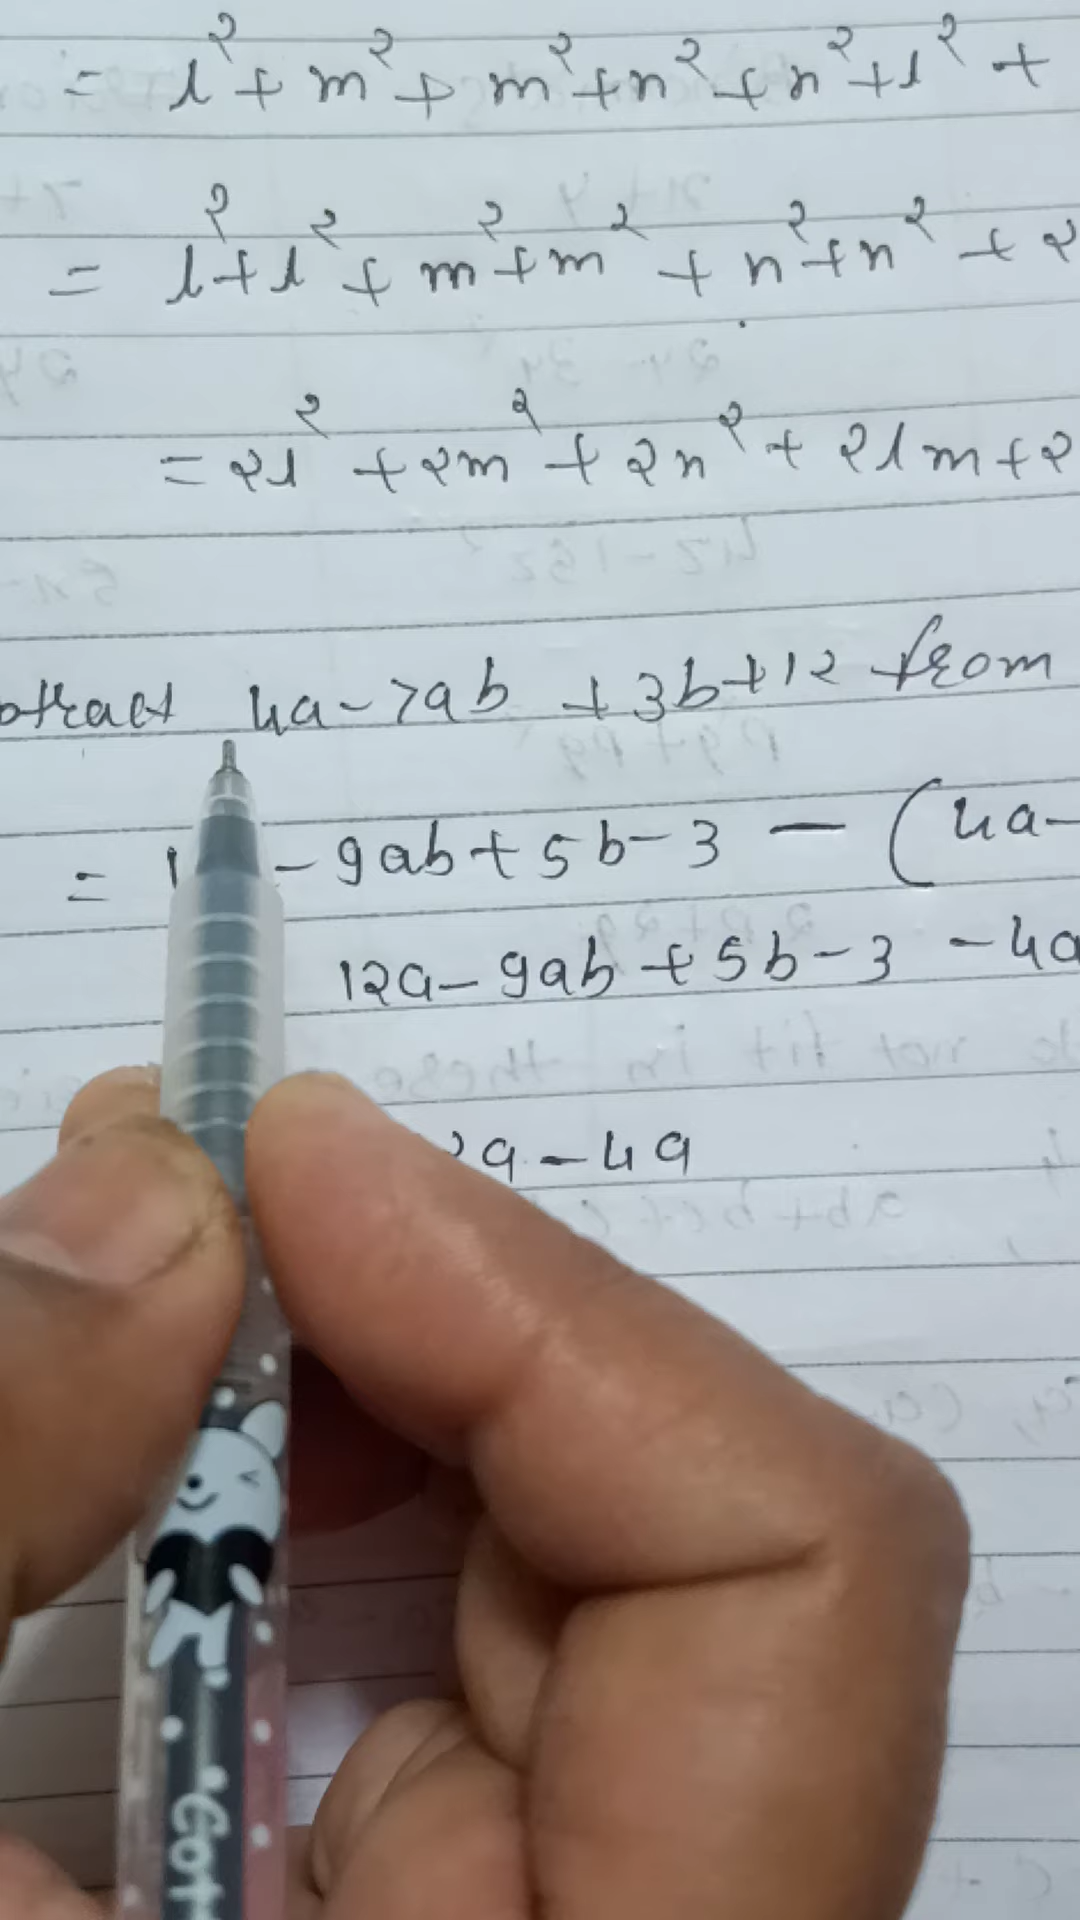 = l² + m² + m² + n² + n² + l² +
= l² + l² + m² + m² + n² + n² + 2
= 2l² + 2m² + 2n² + 2lm + 2
4a - 7ab + 3b + 12 from
= 1 - 9ab + 5b - 3 - (4a -
12a - 9ab + 5b - 3 - 4a
2a - 4a